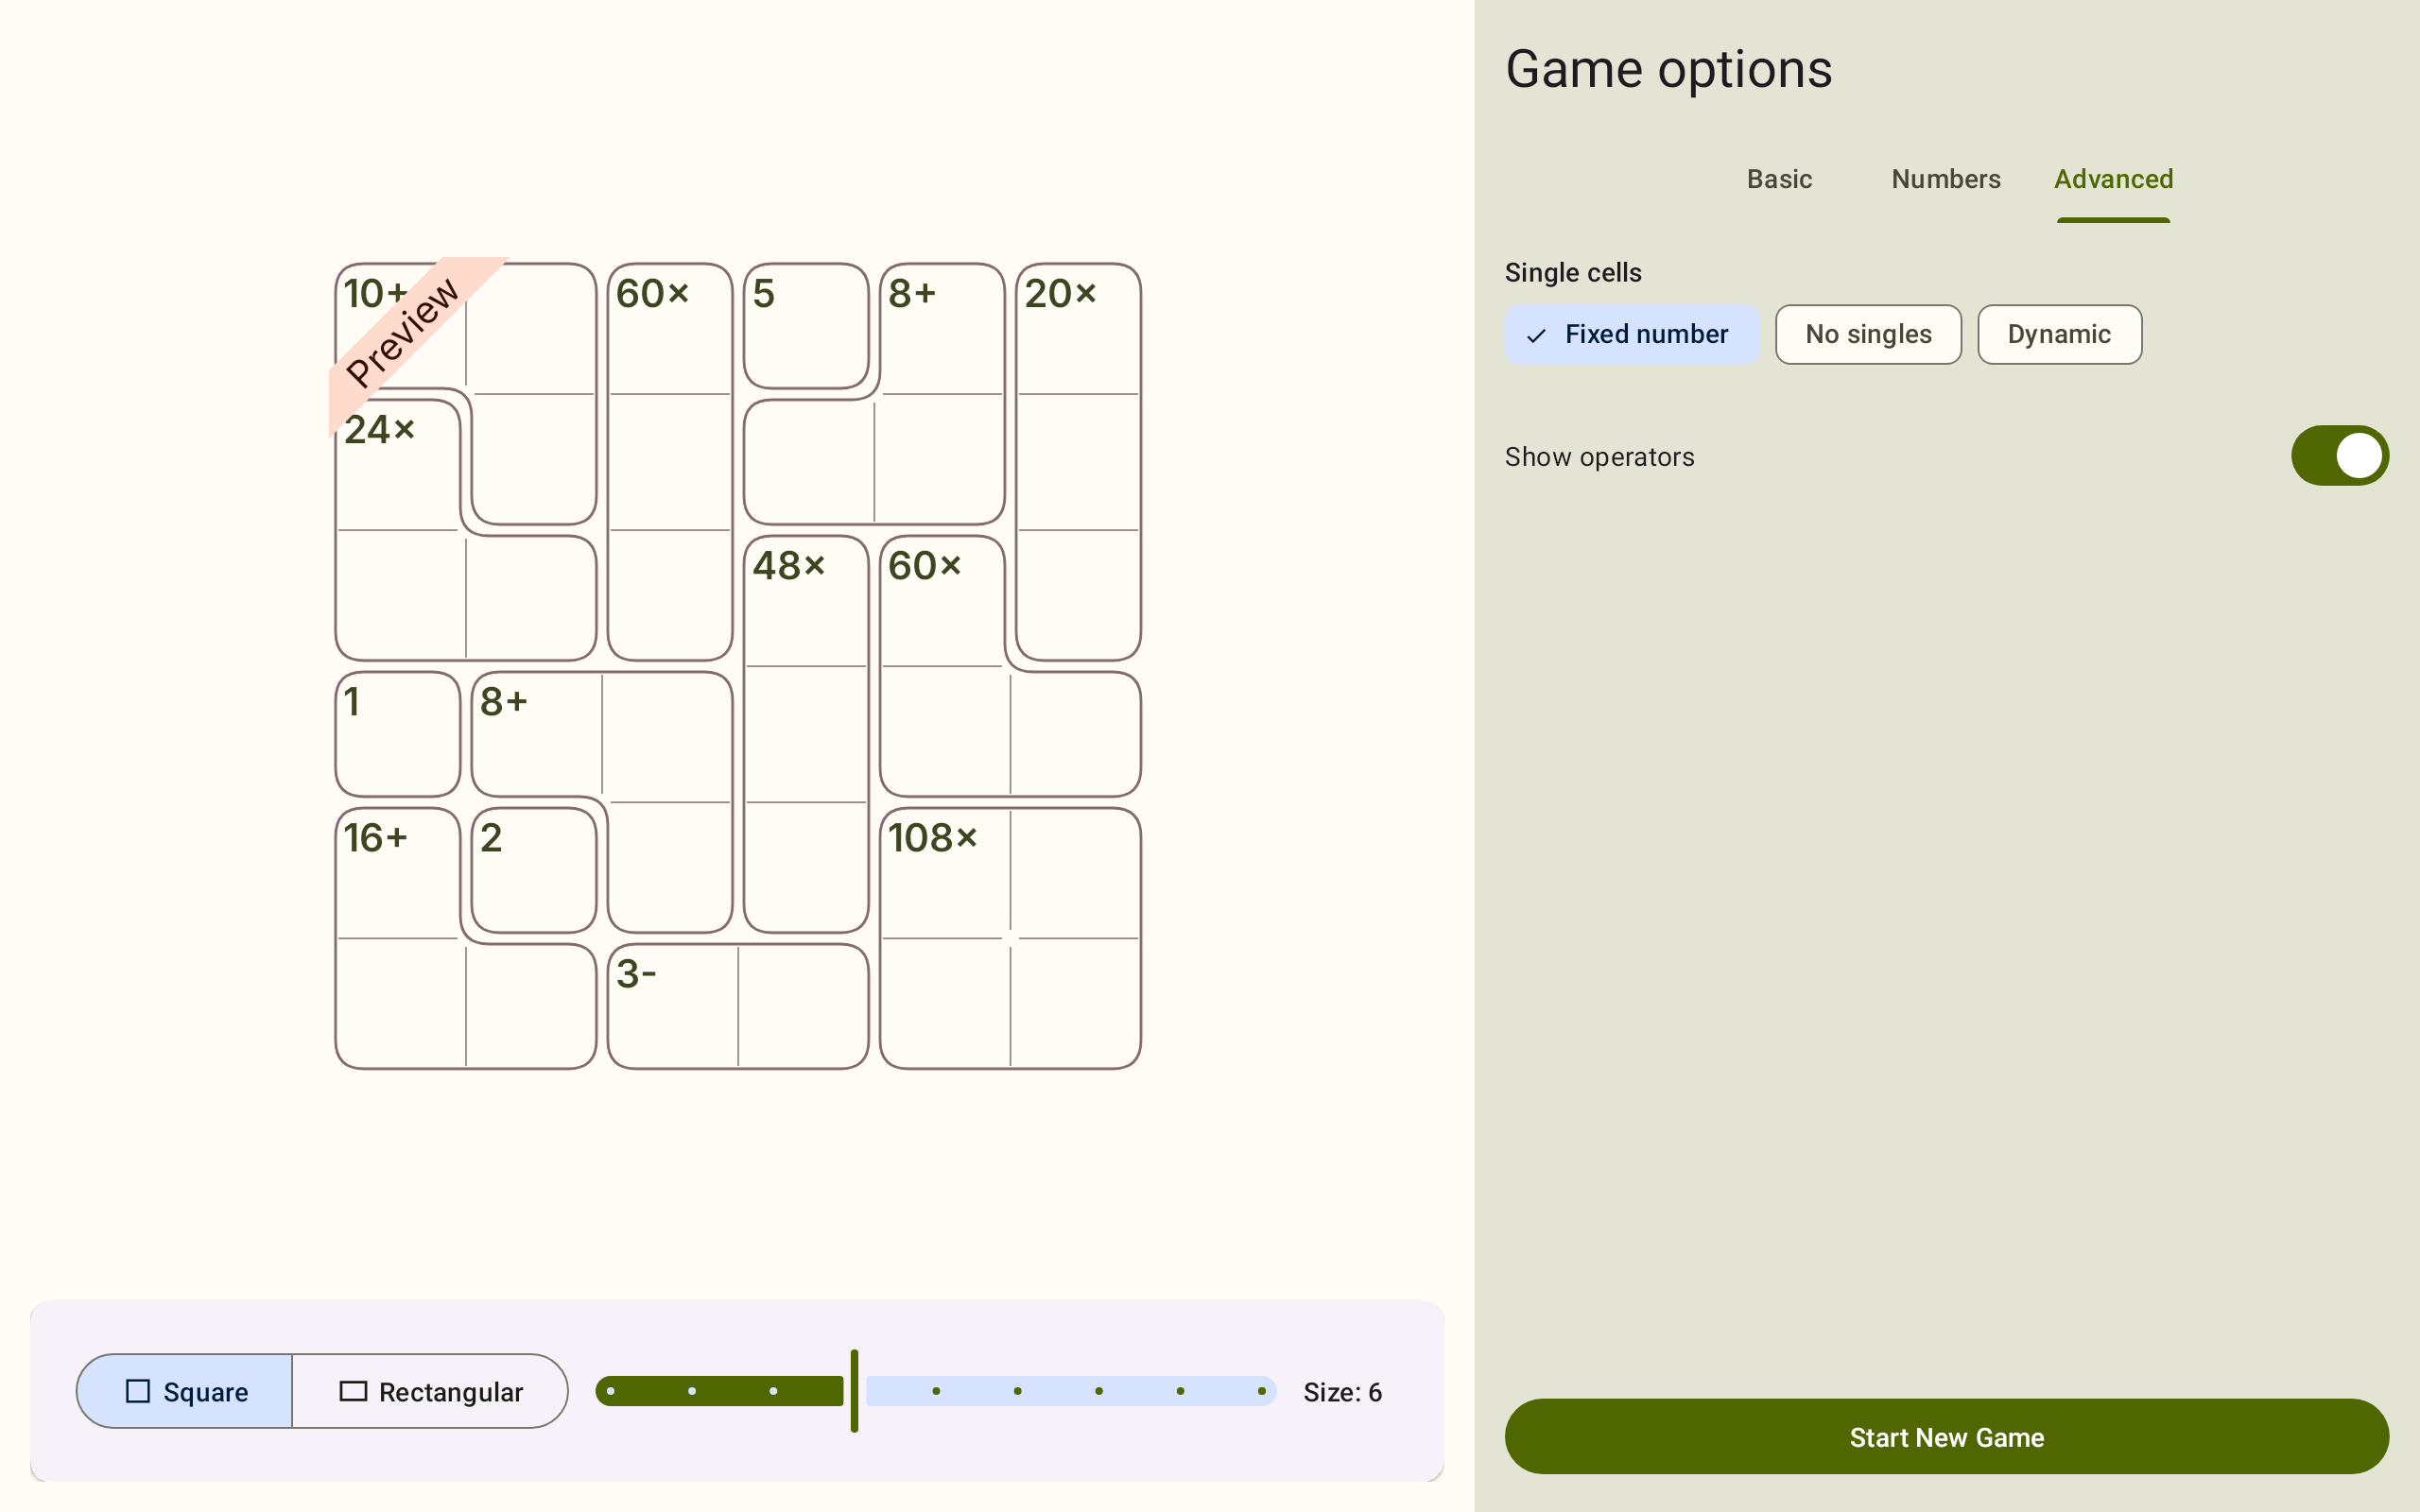 Game options
Basic Numbers Advanced
Single cells
Fixed number No singles Dynamic
Show operators
Start New Game
Preview
10+ 60× 5 8+ 20×
24×
48× 60×
1 8+
16+ 2 108×
3-
Square Rectangular Size: 6